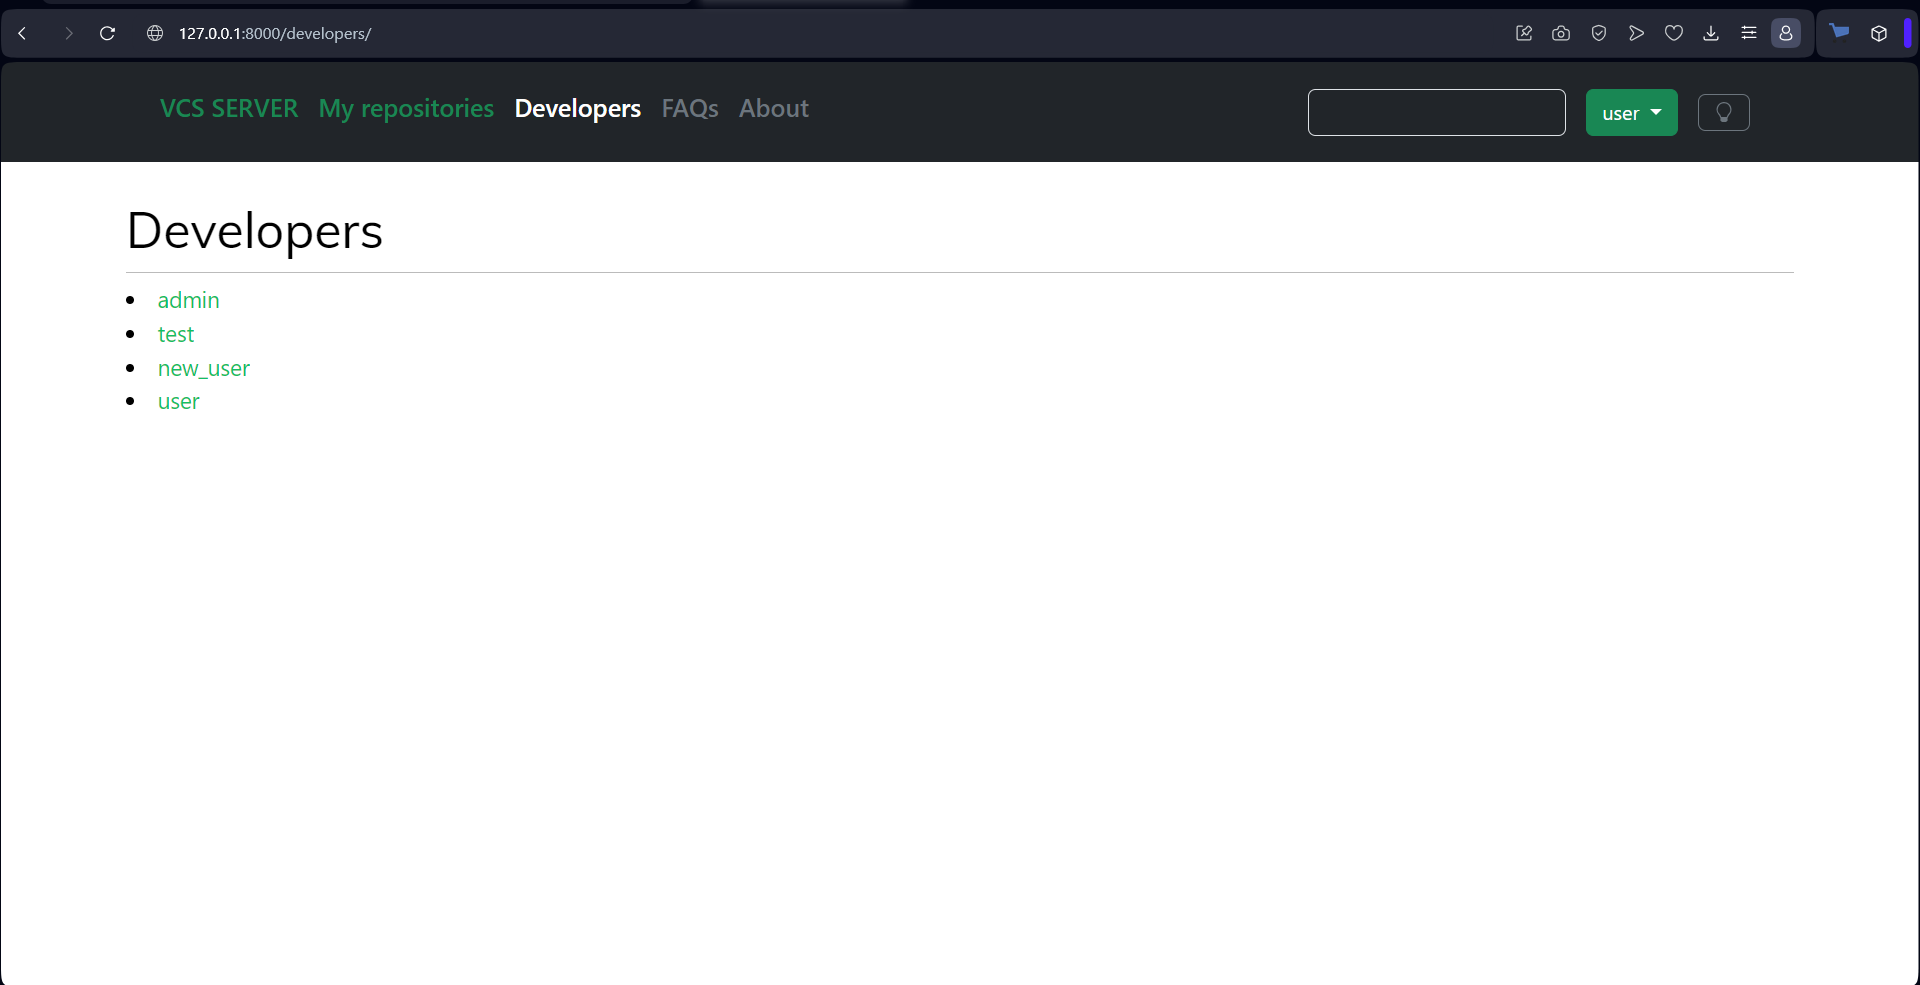 127.0.0.1:8000/developers/
VCS SERVER My repositories Developers FAQs About user
Developers
admin
test
new_user
user